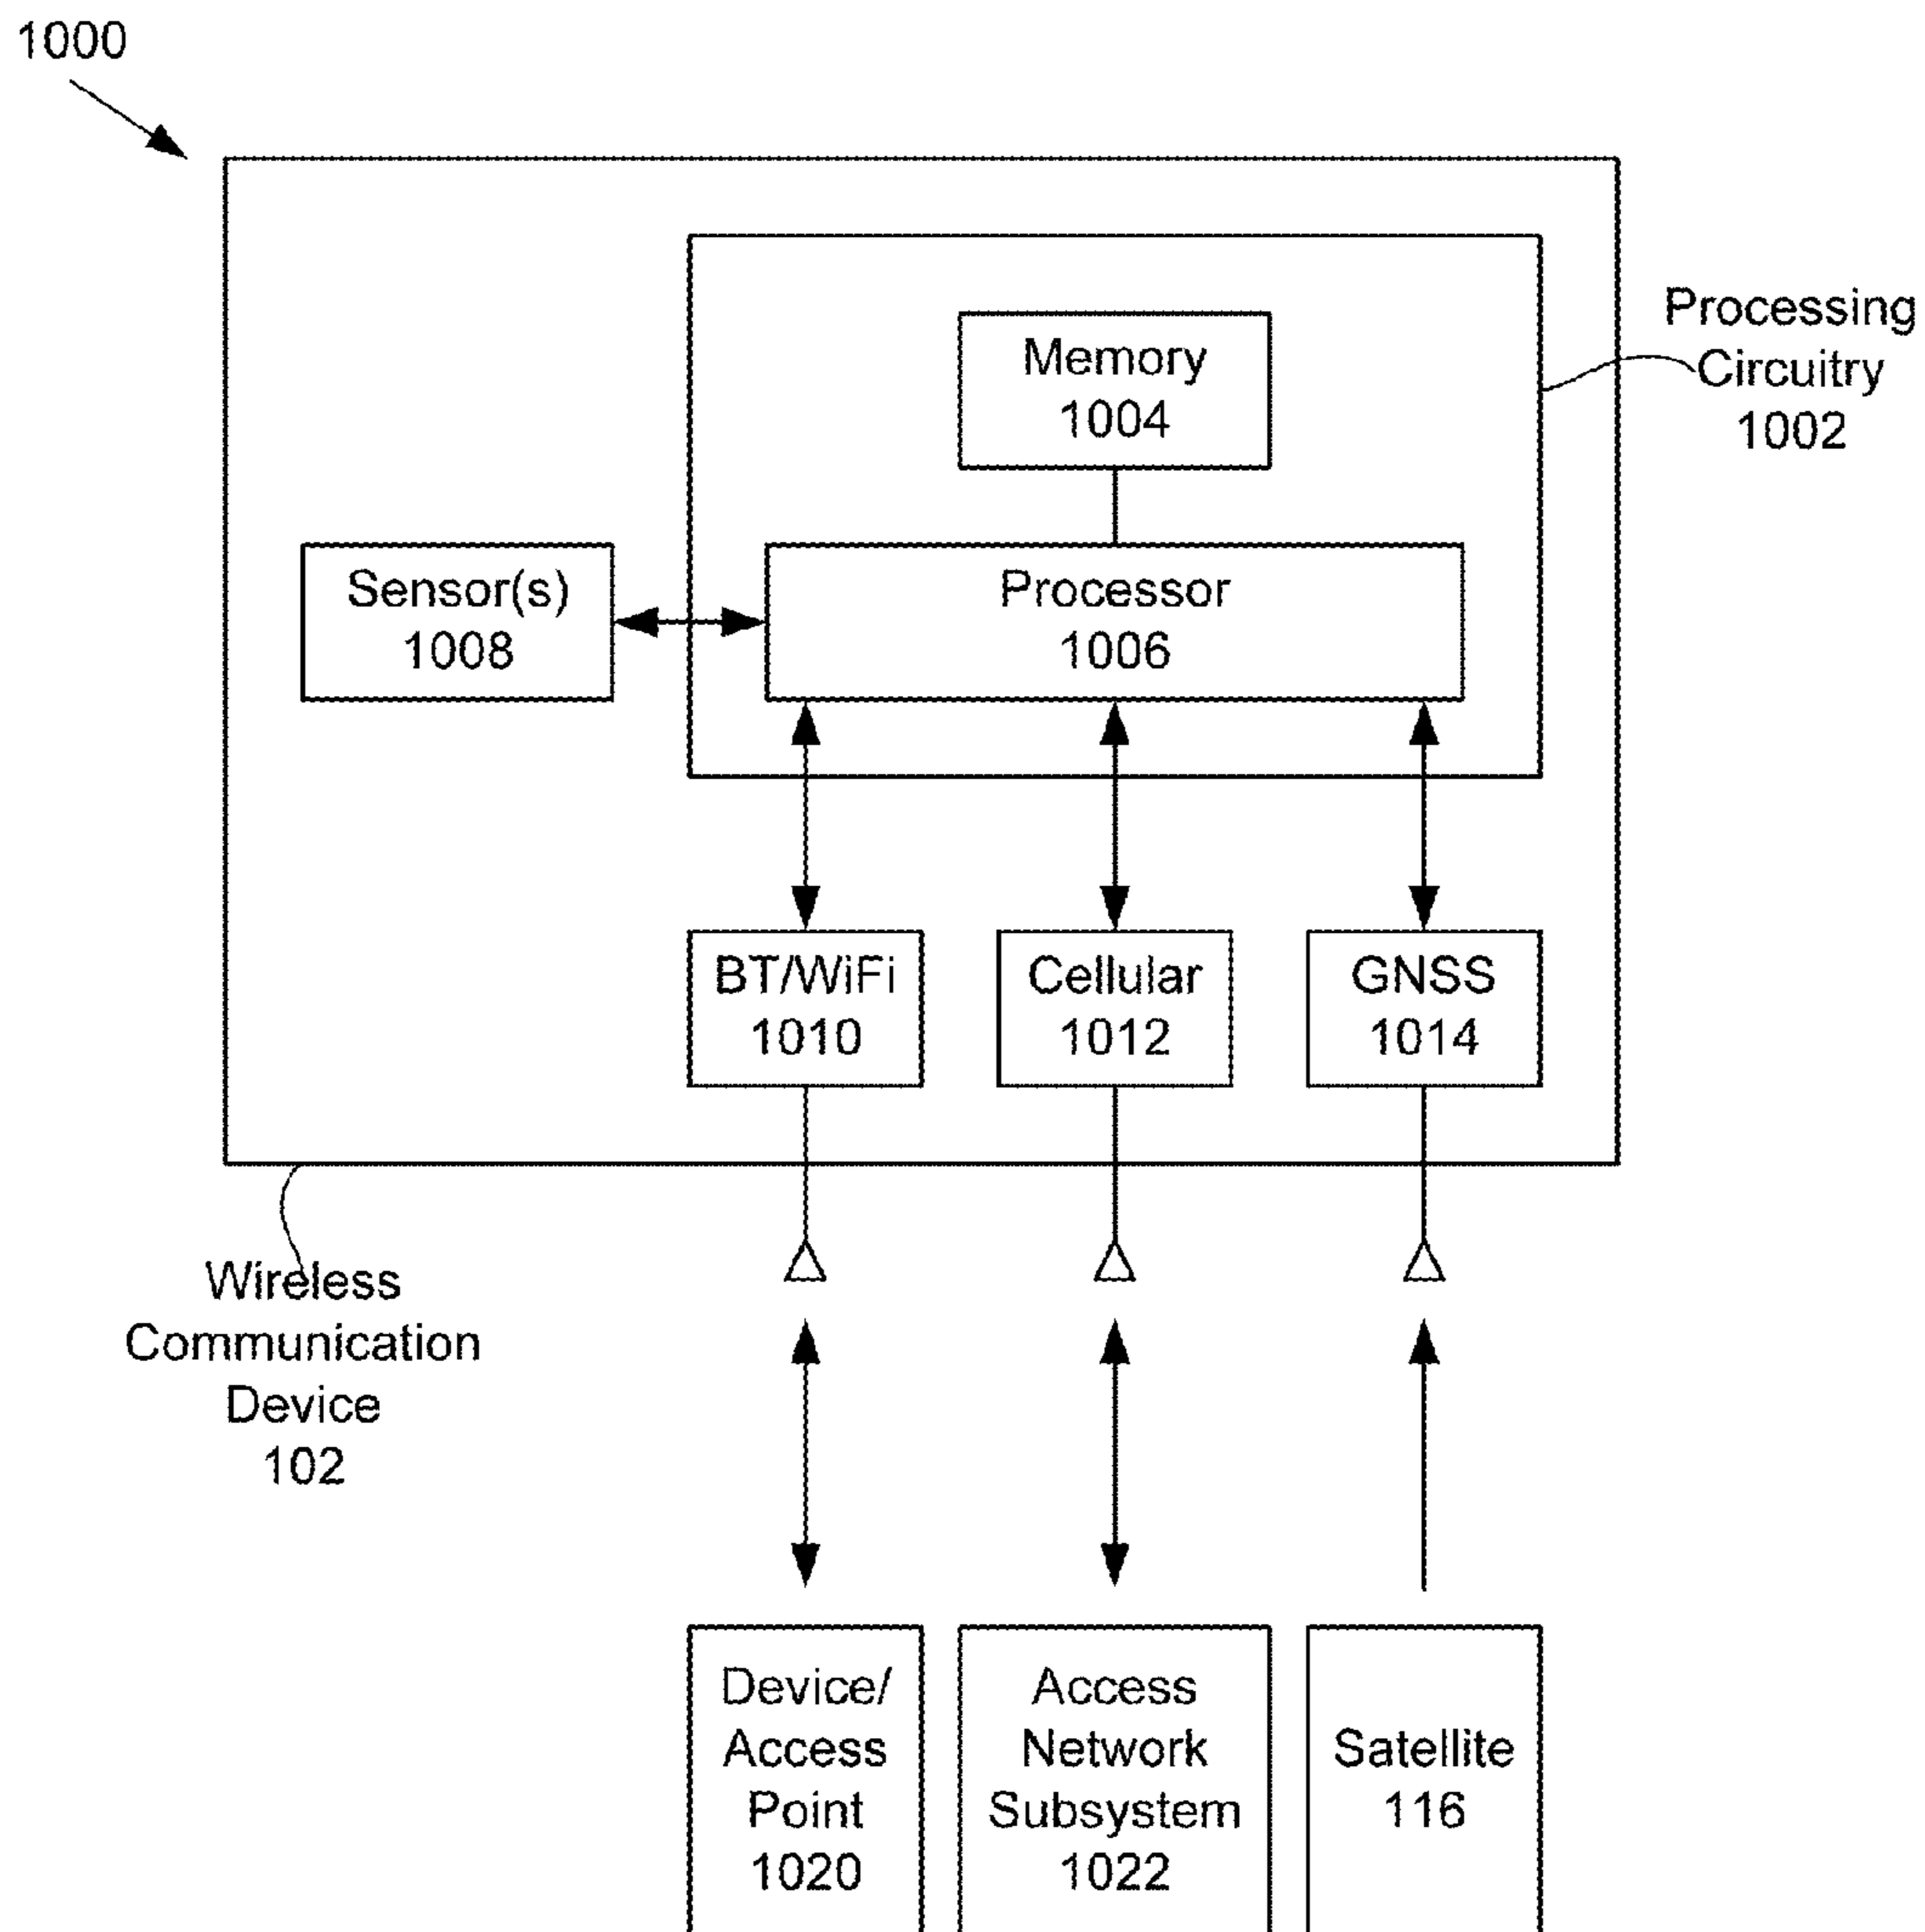 1000
Processing
Circuitry
1002
Memory
1004
Sensor(s)
1008
Processor
1006
BT/WiFi
1010
Cellular
1012
GNSS
1014
Wireless
Communication
Device
102
Device/
Access
Point
1020
Access
Network
Subsystem
1022
Satellite
116